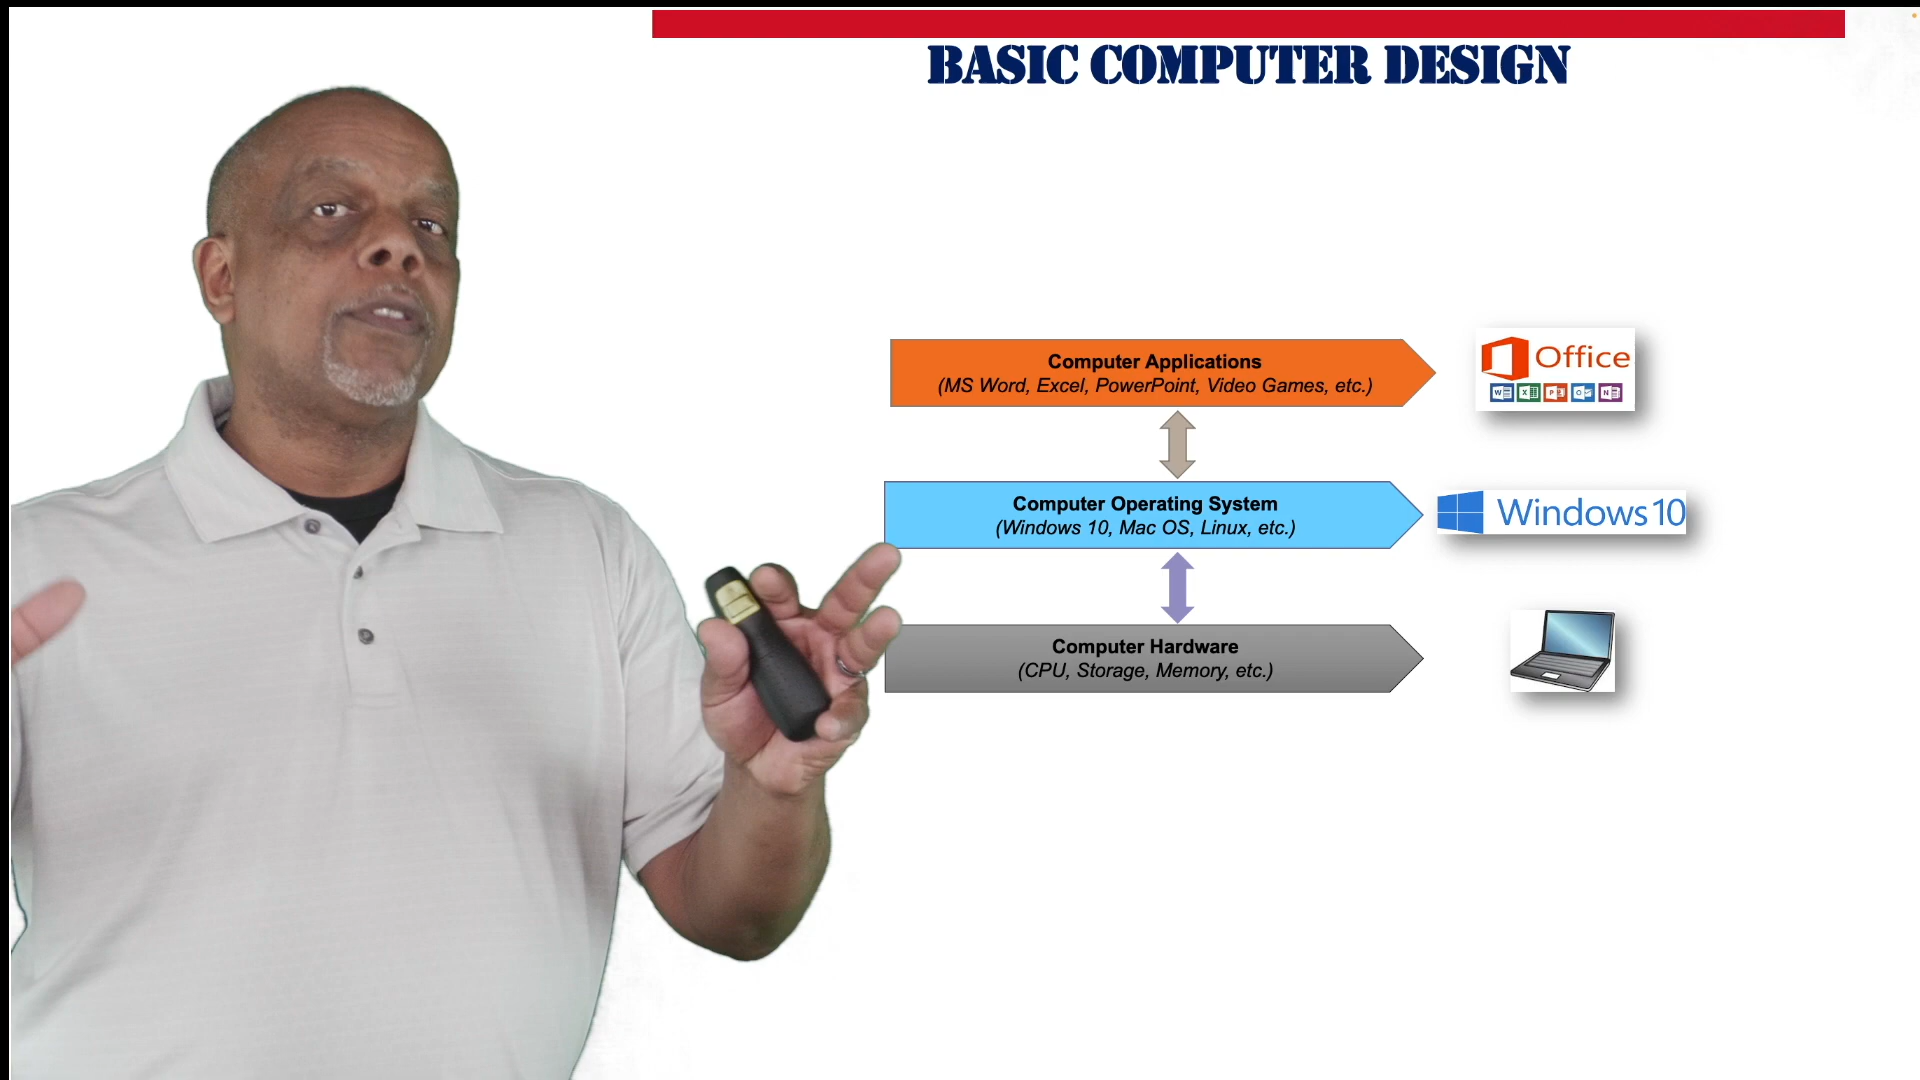 BASIC COMPUTER DESIGN
Computer Applications
(MS Word, Excel, PowerPoint, Video Games, etc.)
Office
Computer Operating System
(Windows 10, Mac OS, Linux, etc.)
Windows 10
Computer Hardware
(CPU, Storage, Memory, etc.)